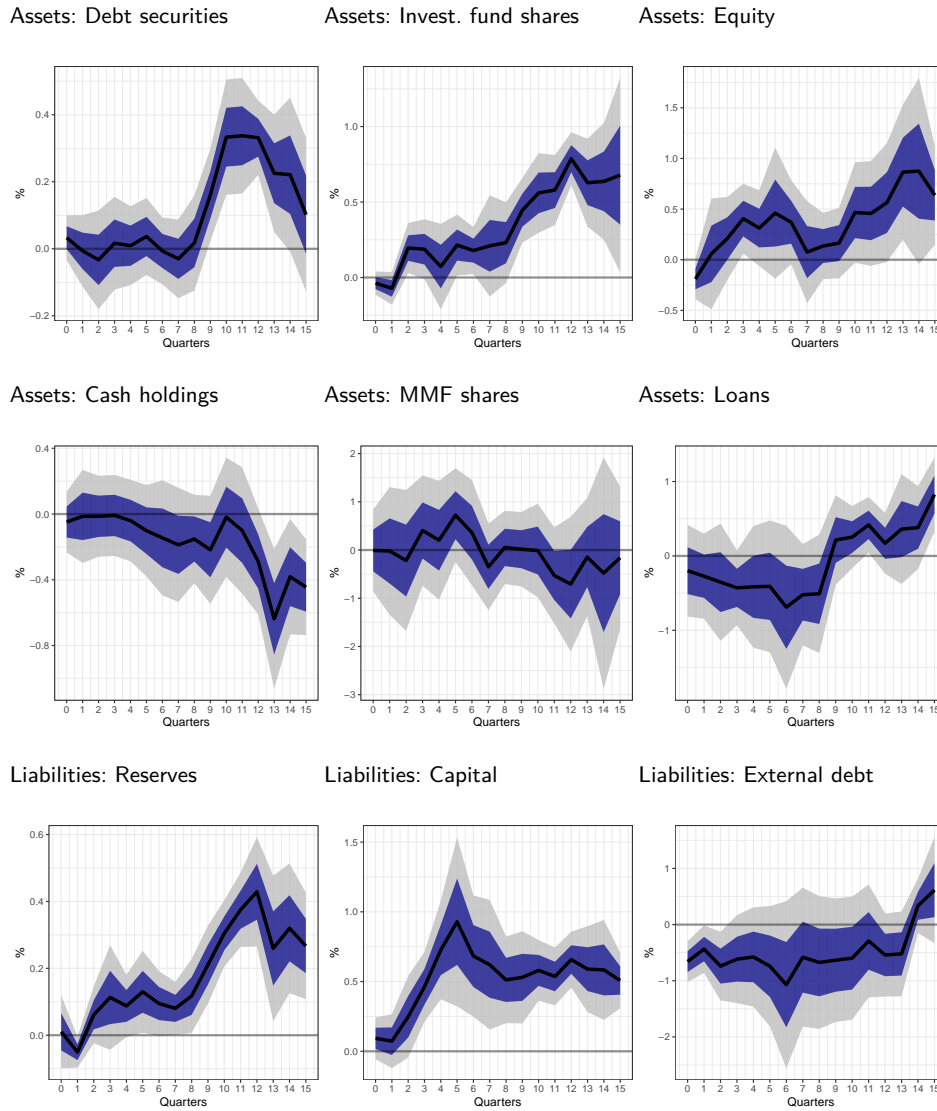 Assets: Debt securities
Assets: Invest. fund shares
Assets: Equity
0.4
0.2
0.0
−0.2
%
0 1 2 3 4 5 6 7 8 9 10 11 12 13 14 15
Quarters
1.0
0.5
0.0
%
0 1 2 3 4 5 6 7 8 9 10 11 12 13 14 15
Quarters
1.5
1.0
0.5
0.0
−0.5
%
0 1 2 3 4 5 6 7 8 9 10 11 12 13 14 15
Quarters
Assets: Cash holdings
Assets: MMF shares
Assets: Loans
0.4
0.0
−0.4
−0.8
%
0 1 2 3 4 5 6 7 8 9 10 11 12 13 14 15
Quarters
2
1
0
−1
−2
−3
%
0 1 2 3 4 5 6 7 8 9 10 11 12 13 14 15
Quarters
1
0
−1
%
0 1 2 3 4 5 6 7 8 9 10 11 12 13 14 15
Quarters
Liabilities: Reserves
Liabilities: Capital
Liabilities: External debt
0.6
0.4
0.2
0.0
%
0 1 2 3 4 5 6 7 8 9 10 11 12 13 14 15
Quarters
1.5
1.0
0.5
0.0
%
0 1 2 3 4 5 6 7 8 9 10 11 12 13 14 15
Quarters
1
0
−1
−2
%
0 1 2 3 4 5 6 7 8 9 10 11 12 13 14 15
Quarters